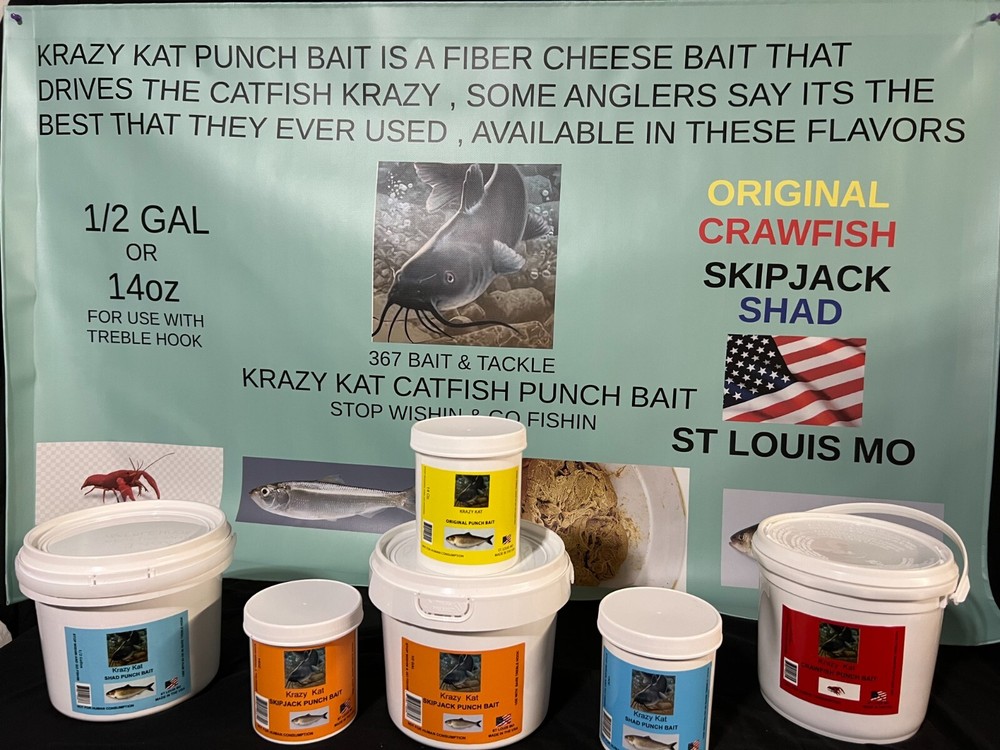 KRAZY KAT PUNCH BAIT IS A FIBER CHEESE BAIT THAT
DRIVES THE CATFISH KRAZY , SOME ANGLERS SAY ITS THE
BEST THAT THEY EVER USED , AVAILABLE IN THESE FLAVORS
1/2 GAL
OR
14oz
FOR USE WITH
TREBLE HOOK
ORIGINAL
CRAWFISH
SKIPJACK
SHAD
367 BAIT & TACKLE
KRAZY KAT CATFISH PUNCH BAIT
STOP WISHIN & GO FISHIN
ST LOUIS MO
KRAZY KAT
ORIGINAL PUNCH BAIT
Krazy Kat
SHAD PUNCH BAIT
Krazy Kat
SKIPJACK PUNCH BAIT
Krazy Kat
SKIPJACK PUNCH BAIT
Krazy Kat
SHAD PUNCH BAIT
Krazy Kat
CRAWFISH PUNCH BAIT